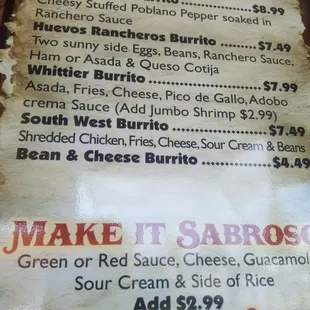 $8.99
Cheesy Stuffed Poblano Pepper soaked in
Ranchero Sauce
Huevos Rancheros Burrito $7.49
Two sunny side Eggs, Beans, Ranchero Sauce,
Ham or Asada & Queso Cotija
Whittier Burrito $7.99
Asada, Fries, Cheese, Pico de Gallo, Adobo
crema Sauce (Add Jumbo Shrimp $2.99)
South West Burrito $7.49
Shredded Chicken, Fries, Cheese, Sour Cream & Beans
Bean & Cheese Burrito $4.49
MAKE IT SABROSO
Green or Red Sauce, Cheese, Guacamol
Sour Cream & Side of Rice
Add $2.99